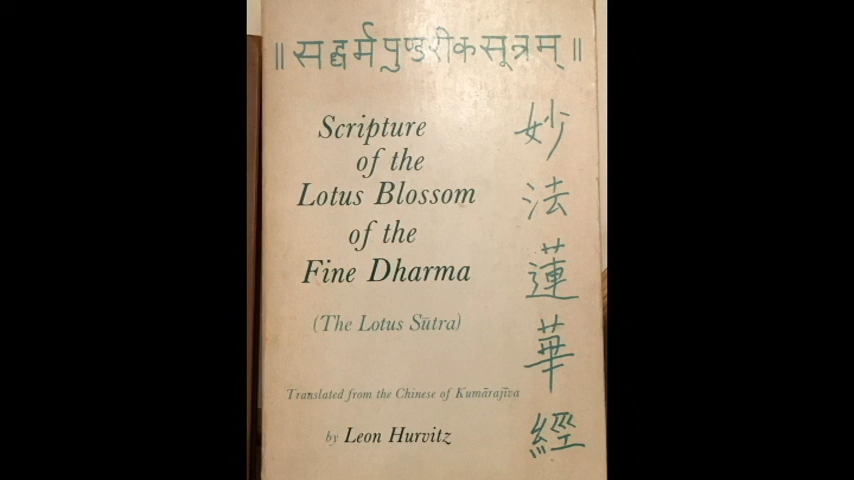 ॥ सद्धर्मपुण्डरीकसूत्रम् ॥
Scripture
of the
Lotus Blossom
of the
Fine Dharma
(The Lotus Sūtra)
Translated from the Chinese of Kumārajīva
by Leon Hurvitz
妙法蓮華經